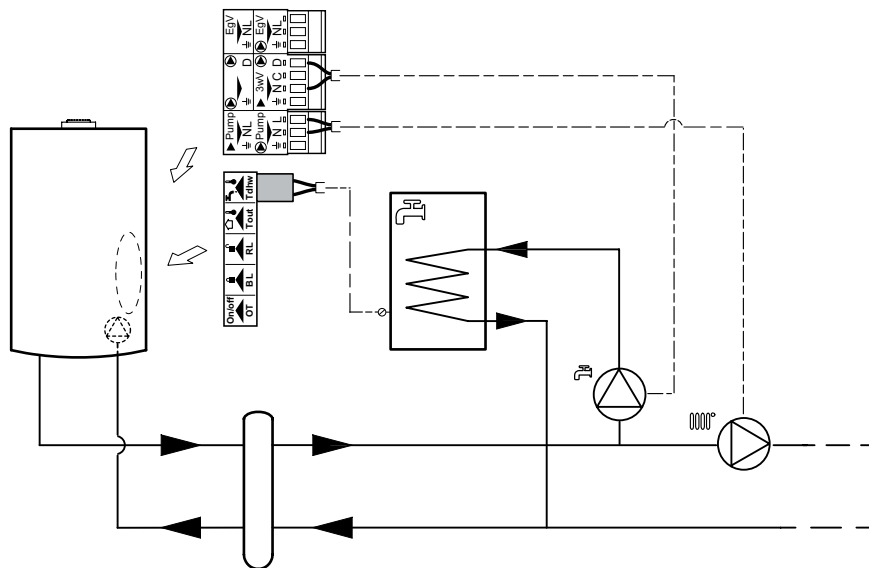 EgV
NL
EgV
NL
D
3wV
N C D
Pump
NL
Pump
N L
Tdhw
Tout
RL
BL
On/off
OT